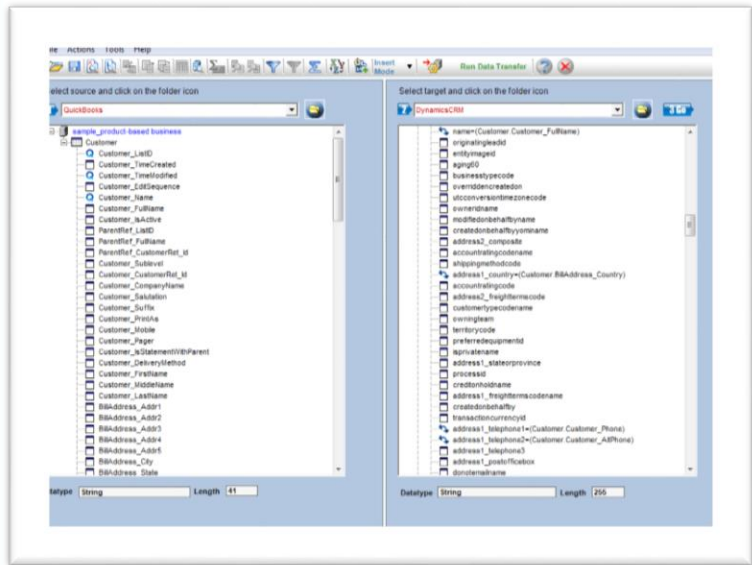 Actions Tools Help
Insert Mode
Run Data Transfer
elect source and click on the folder icon
QuickBooks
sample_product-based business
Customer
Customer_ListID
Customer_TimeCreated
Customer_TimeModified
Customer_EditSequence
Customer_Name
Customer_FullName
Customer_IsActive
ParentRef_ListID
ParentRef_FullName
ParentRef_CustomerRet_Id
Customer_Sublevel
Customer_CustomerRet_Id
Customer_CompanyName
Customer_Salutation
Customer_Suffix
Customer_PrintAs
Customer_Mobile
Customer_Pager
Customer_IsStatementWithParent
Customer_DeliveryMethod
Customer_FirstName
Customer_MiddleName
Customer_LastName
BillAddress_Addr1
BillAddress_Addr2
BillAddress_Addr3
BillAddress_Addr4
BillAddress_Addr5
BillAddress_City
BillAddress_State
atatype String Length 41
Select target and click on the folder icon
2 DynamicsCRM 3 Go
name=(Customer.Customer_FullName)
originatingleadid
entityimageid
aging60
businesstypecode
overriddencreatedon
utcconversiontimezonecode
owneridname
modifiedonbehalfbyname
createdonbehalfbyyominame
address2_composite
accountratingcodename
shippingmethodcode
address1_country=(Customer.BillAddress_Country)
accountratingcode
address2_freighttermscode
customertypecodename
owningteam
territorycode
preferredequipmentid
isprivatename
address1_stateorprovince
processid
creditonholdname
address1_freighttermscodename
createdonbehalfby
transactioncurrencyid
address1_telephone1=(Customer.Customer_Phone)
address1_telephone2=(Customer.Customer_AltPhone)
address1_telephone3
address1_postofficebox
donotemailname
Datatype String Length 256